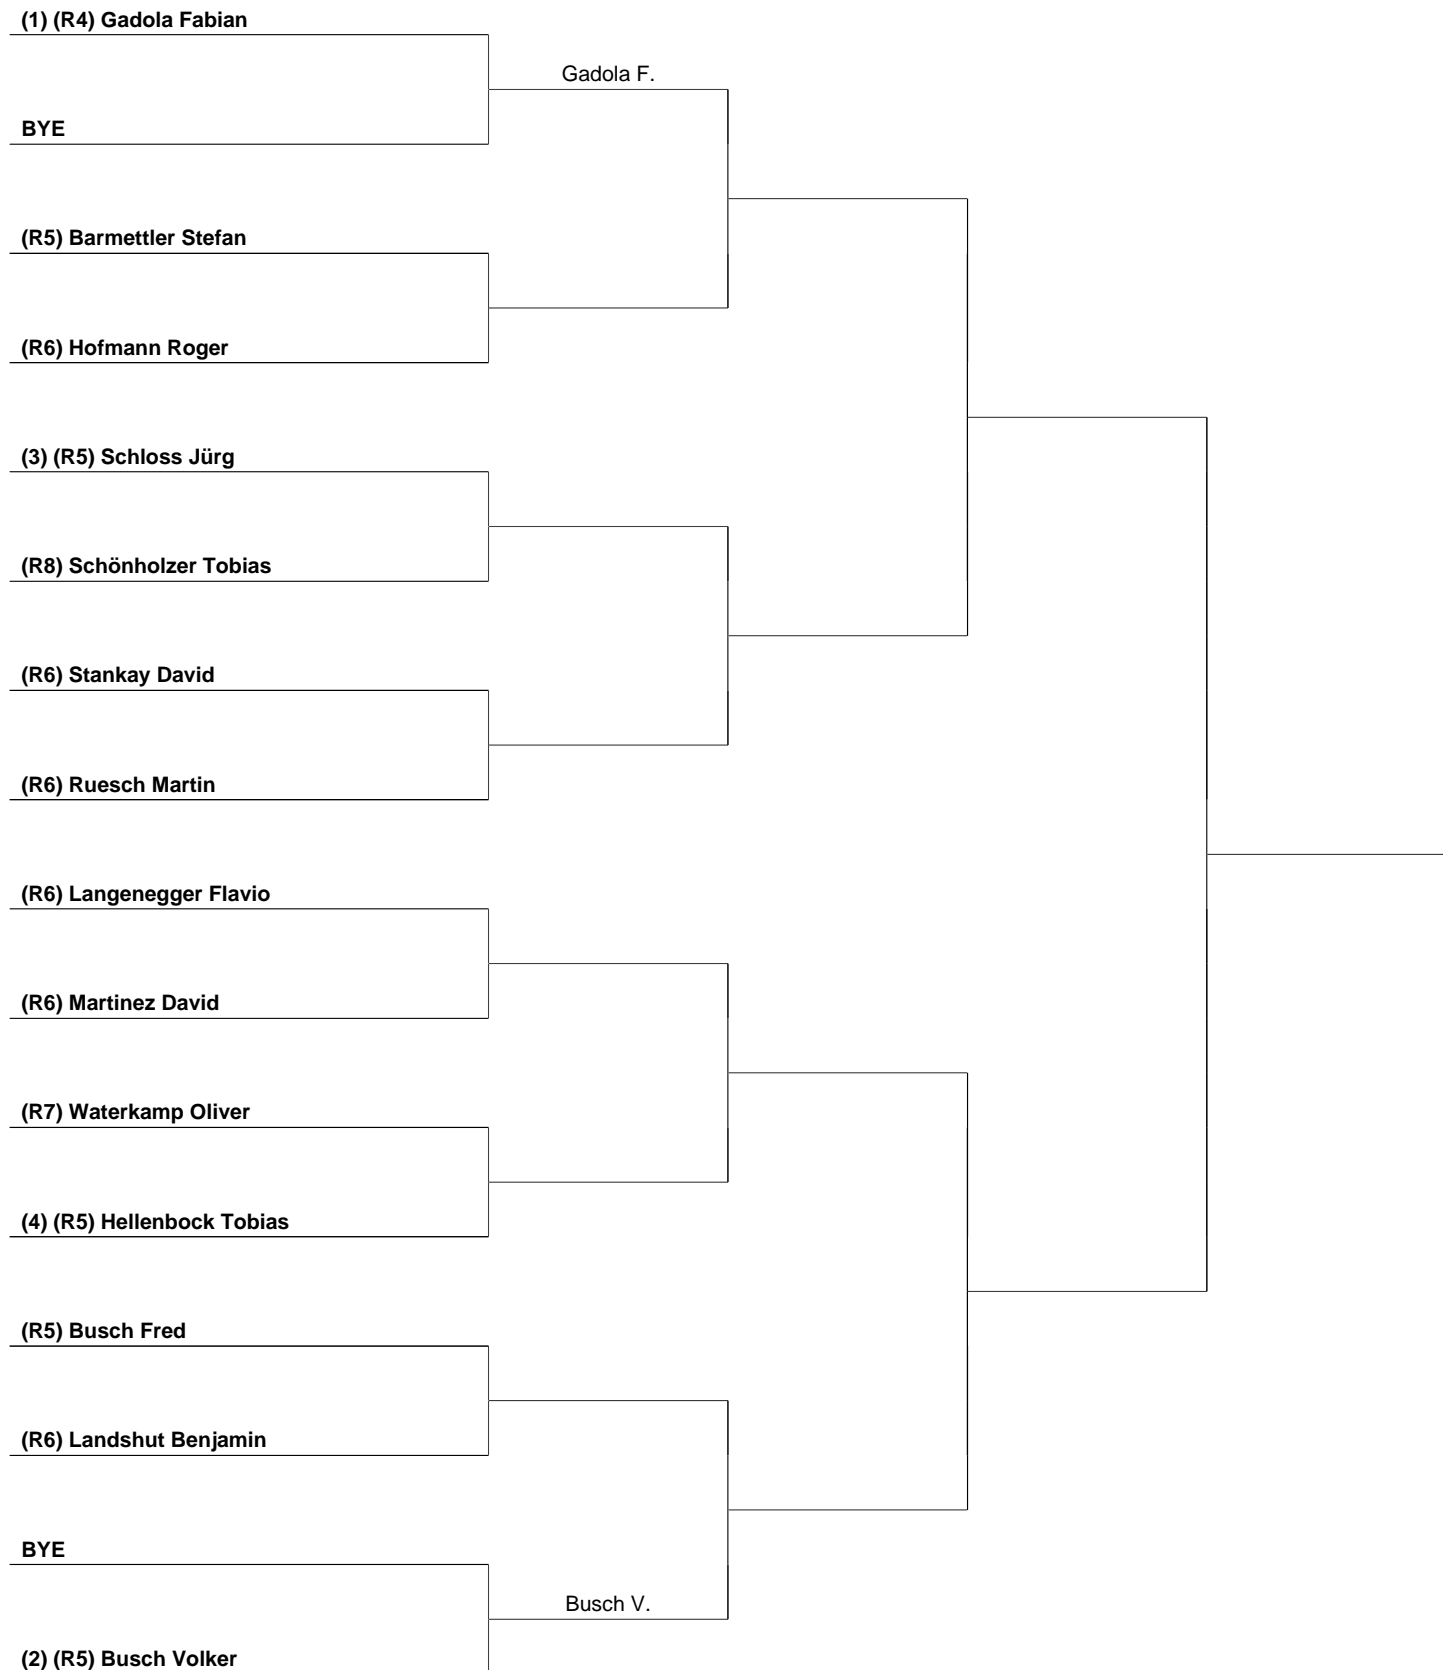 (1) (R4) Gadola Fabian
Gadola F.
BYE
(R5) Barmettler Stefan
(R6) Hofmann Roger
(3) (R5) Schloss Jürg
(R8) Schönholzer Tobias
(R6) Stankay David
(R6) Ruesch Martin
(R6) Langenegger Flavio
(R6) Martinez David
(R7) Waterkamp Oliver
(4) (R5) Hellenbock Tobias
(R5) Busch Fred
(R6) Landshut Benjamin
BYE
Busch V.
(2) (R5) Busch Volker